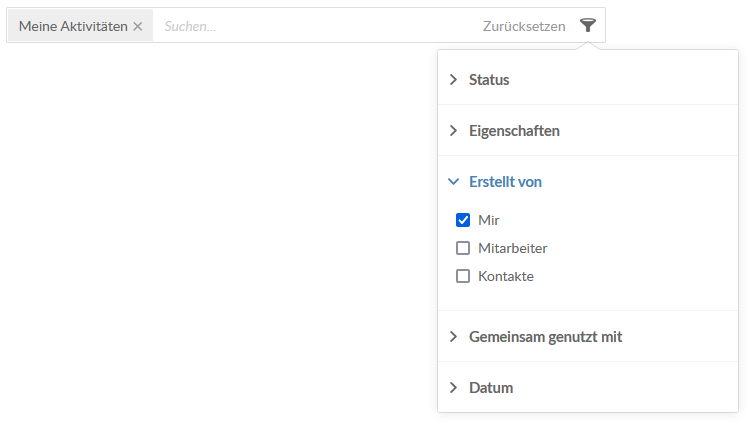 Meine Aktivitäten × Suchen... Zurücksetzen
Status
Eigenschaften
Erstellt von
Mir
Mitarbeiter
Kontakte
Gemeinsam genutzt mit
Datum